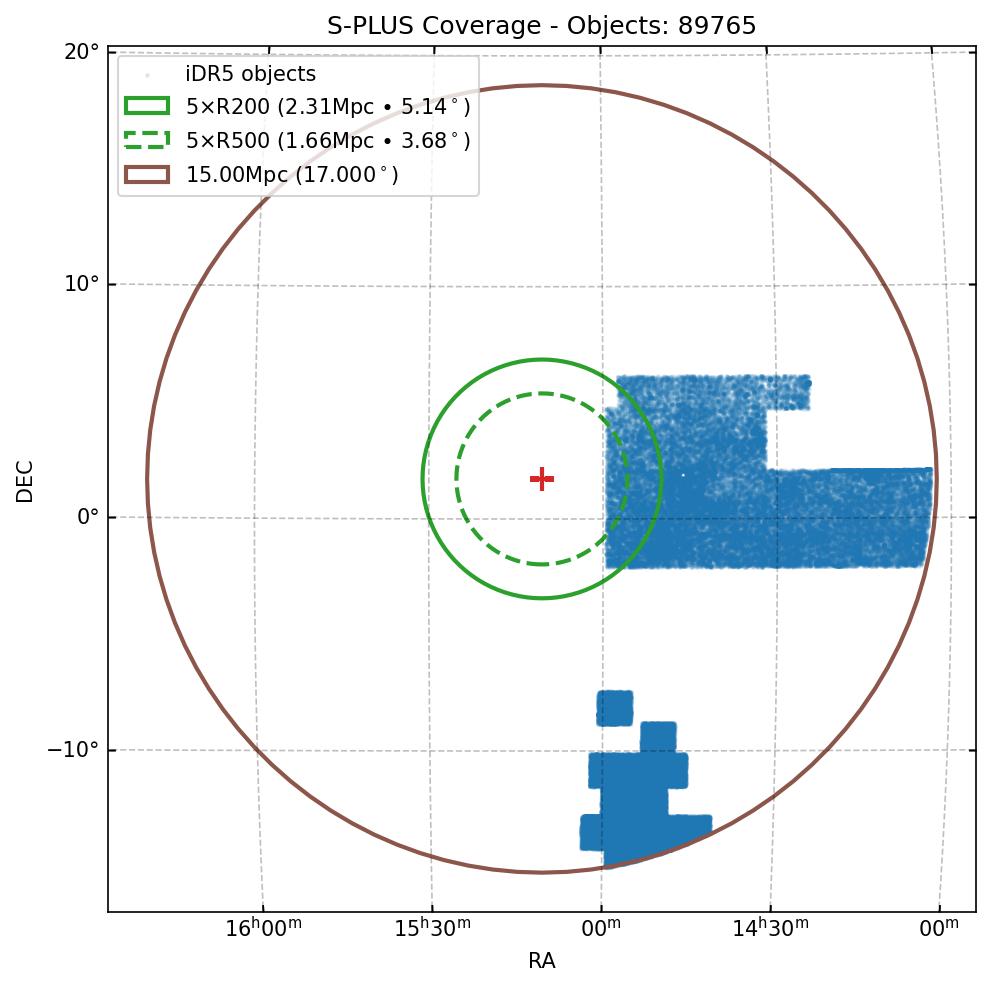 S-PLUS Coverage - Objects: 89765
iDR5 objects
5×R200 (2.31Mpc • 5.14°)
5×R500 (1.66Mpc • 3.68°)
15.00Mpc (17.000°)
20°
10°
0°
−10°
DEC
16ʰ00ᵐ 15ʰ30ᵐ 00ᵐ 14ʰ30ᵐ 00ᵐ
RA